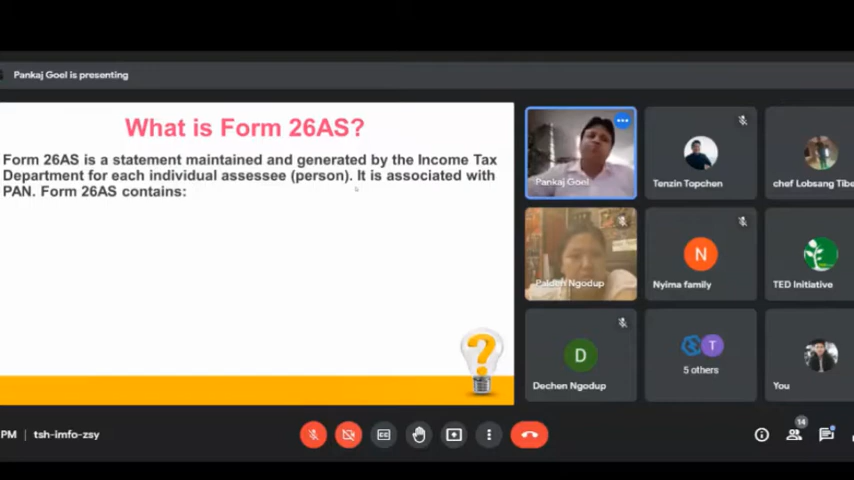 Pankaj Goel is presenting
What is Form 26AS?
Form 26AS is a statement maintained and generated by the Income Tax
Department for each individual assessee (person). It is associated with
PAN. Form 26AS contains:
Pankaj Goel
Tenzin Topchen
chef Lobsang Tibe
Palden Ngodup
N
Nyima family
TED Initiative
D
Dechen Ngodup
T
5 others
You
PM | tsh-imfo-zsy
CC
14